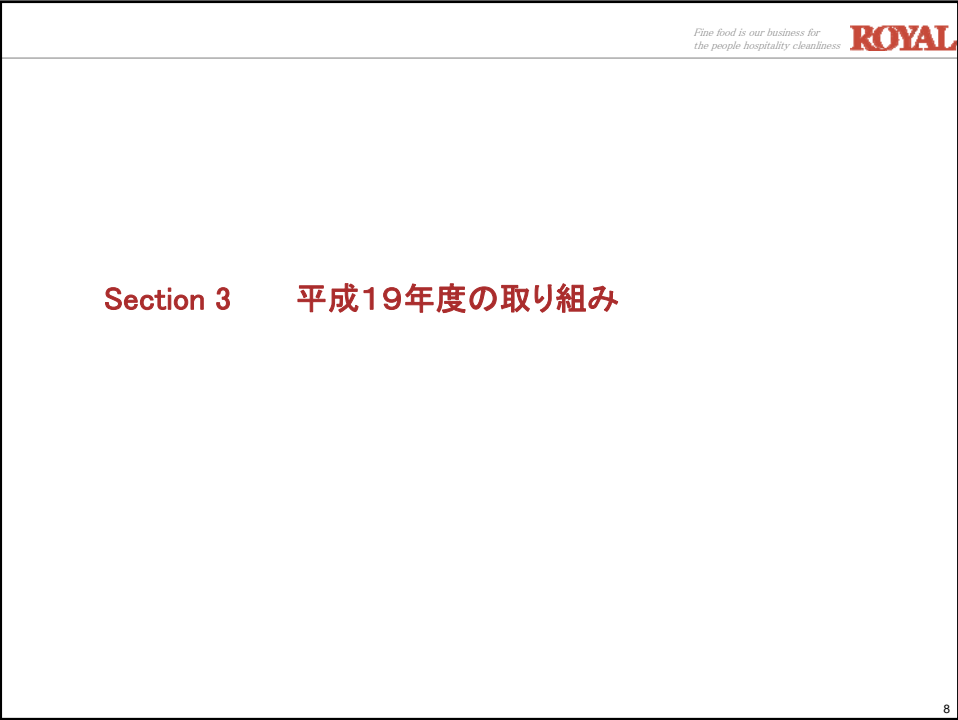 Fine food is our business for
the people hospitality cleanliness
ROYAL
Section 3　　平成１９年度の取り組み
8